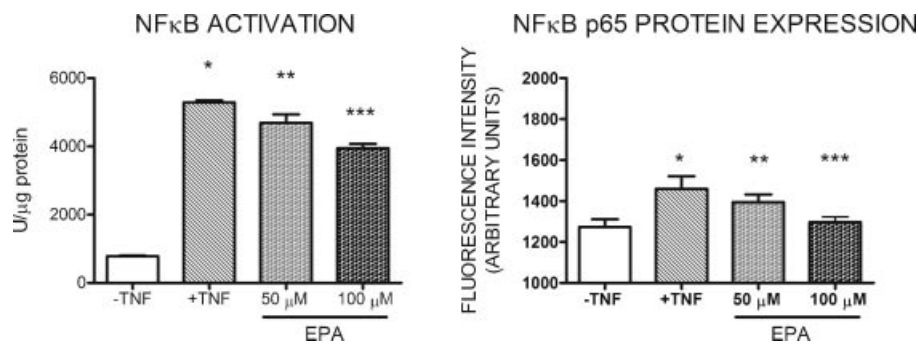 NFκB ACTIVATION
U/μg protein
6000
4000
2000
0
*
**
***
-TNF
+TNF
50 μM
100 μM
EPA
NFκB p65 PROTEIN EXPRESSION
FLUORESCENCE INTENSITY
(ARBITRARY UNITS)
2000
1800
1600
1400
1200
1000
*
**
***
-TNF
+TNF
50 μM
100 μM
EPA